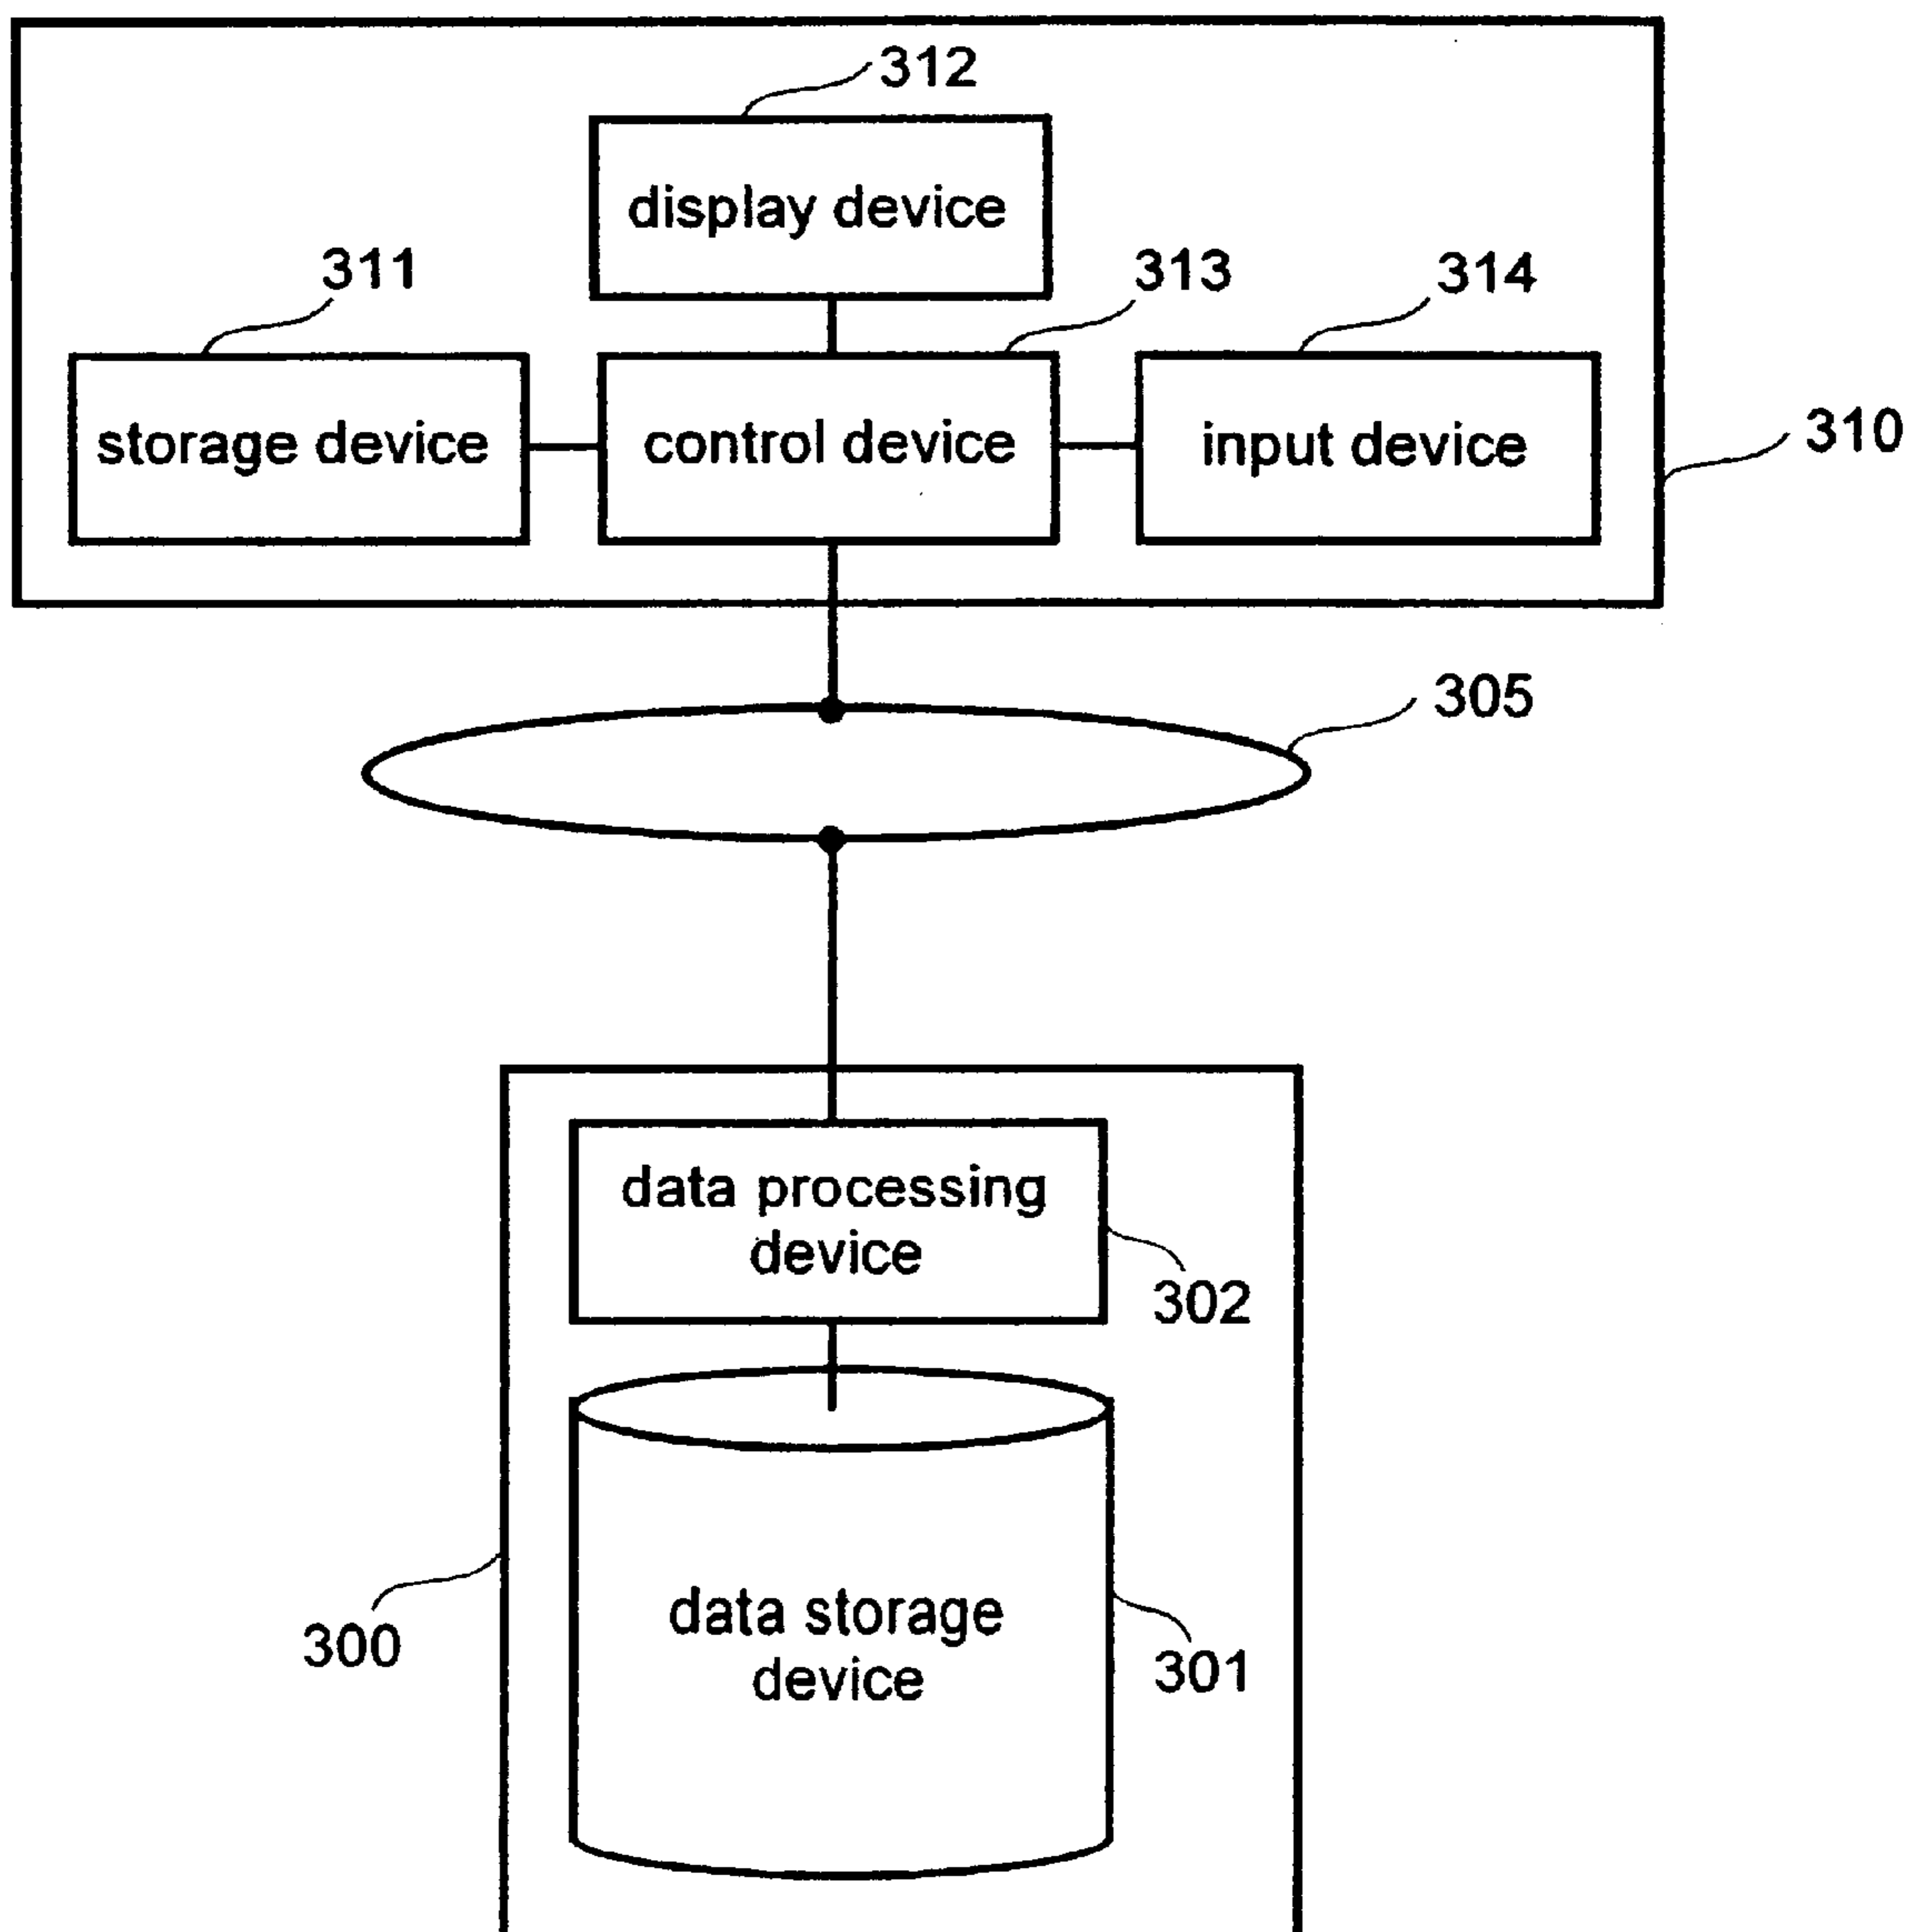 312
display device
311
313
314
storage device
control device
input device
310
305
data processing
device
302
300
data storage
device
301